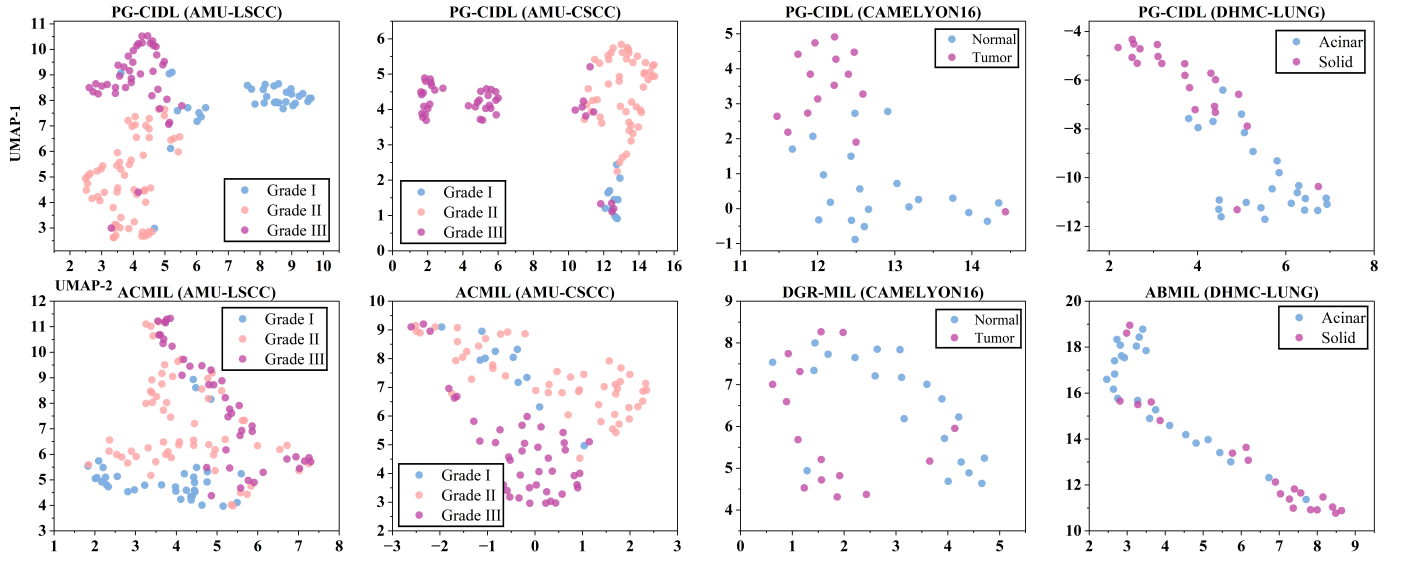 PG-CIDL (AMU-LSCC)
11
10
9
8
7
6
5
4
3
UMAP-1
Grade I
Grade II
Grade III
2 3 4 5 6 7 8 9 10
UMAP-2
PG-CIDL (AMU-CSCC)
6
5
4
3
2
1
0
Grade I
Grade II
Grade III
0 2 4 6 8 10 12 14 16
PG-CIDL (CAMELYON16)
5
4
3
2
1
0
−1
Normal
Tumor
11 12 13 14
PG-CIDL (DHMC-LUNG)
−4
−6
−8
−10
−12
Acinar
Solid
2 4 6 8
ACMIL (AMU-LSCC)
12
11
10
9
8
7
6
5
4
3
Grade I
Grade II
Grade III
1 2 3 4 5 6 7 8
ACMIL (AMU-CSCC)
10
9
8
7
6
5
4
3
2
Grade I
Grade II
Grade III
−3 −2 −1 0 1 2 3
DGR-MIL (CAMELYON16)
9
8
7
6
5
4
Normal
Tumor
0 1 2 3 4 5
ABMIL (DHMC-LUNG)
20
18
16
14
12
10
Acinar
Solid
2 3 4 5 6 7 8 9